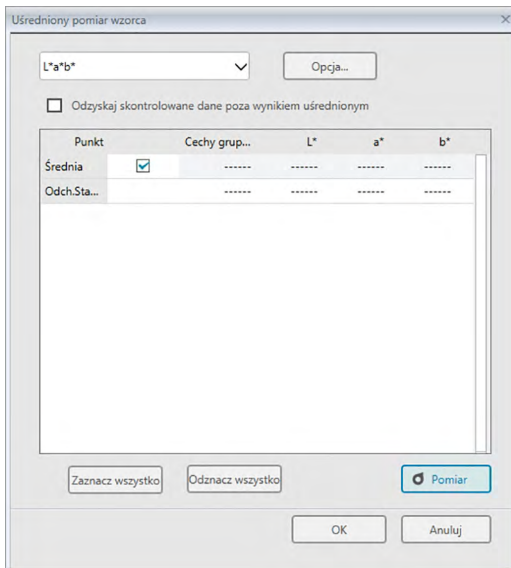 Uśredniony pomiar wzorca
L*a*b* Opcja...
Odzyskaj skontrolowane dane poza wynikiem uśrednionym
Punkt Cechy grup... L* a* b*
Średnia ------ ------ ------ ------
Odch.Sta... ------ ------ ------ ------
Zaznacz wszystko Odznacz wszystko Pomiar
OK Anuluj